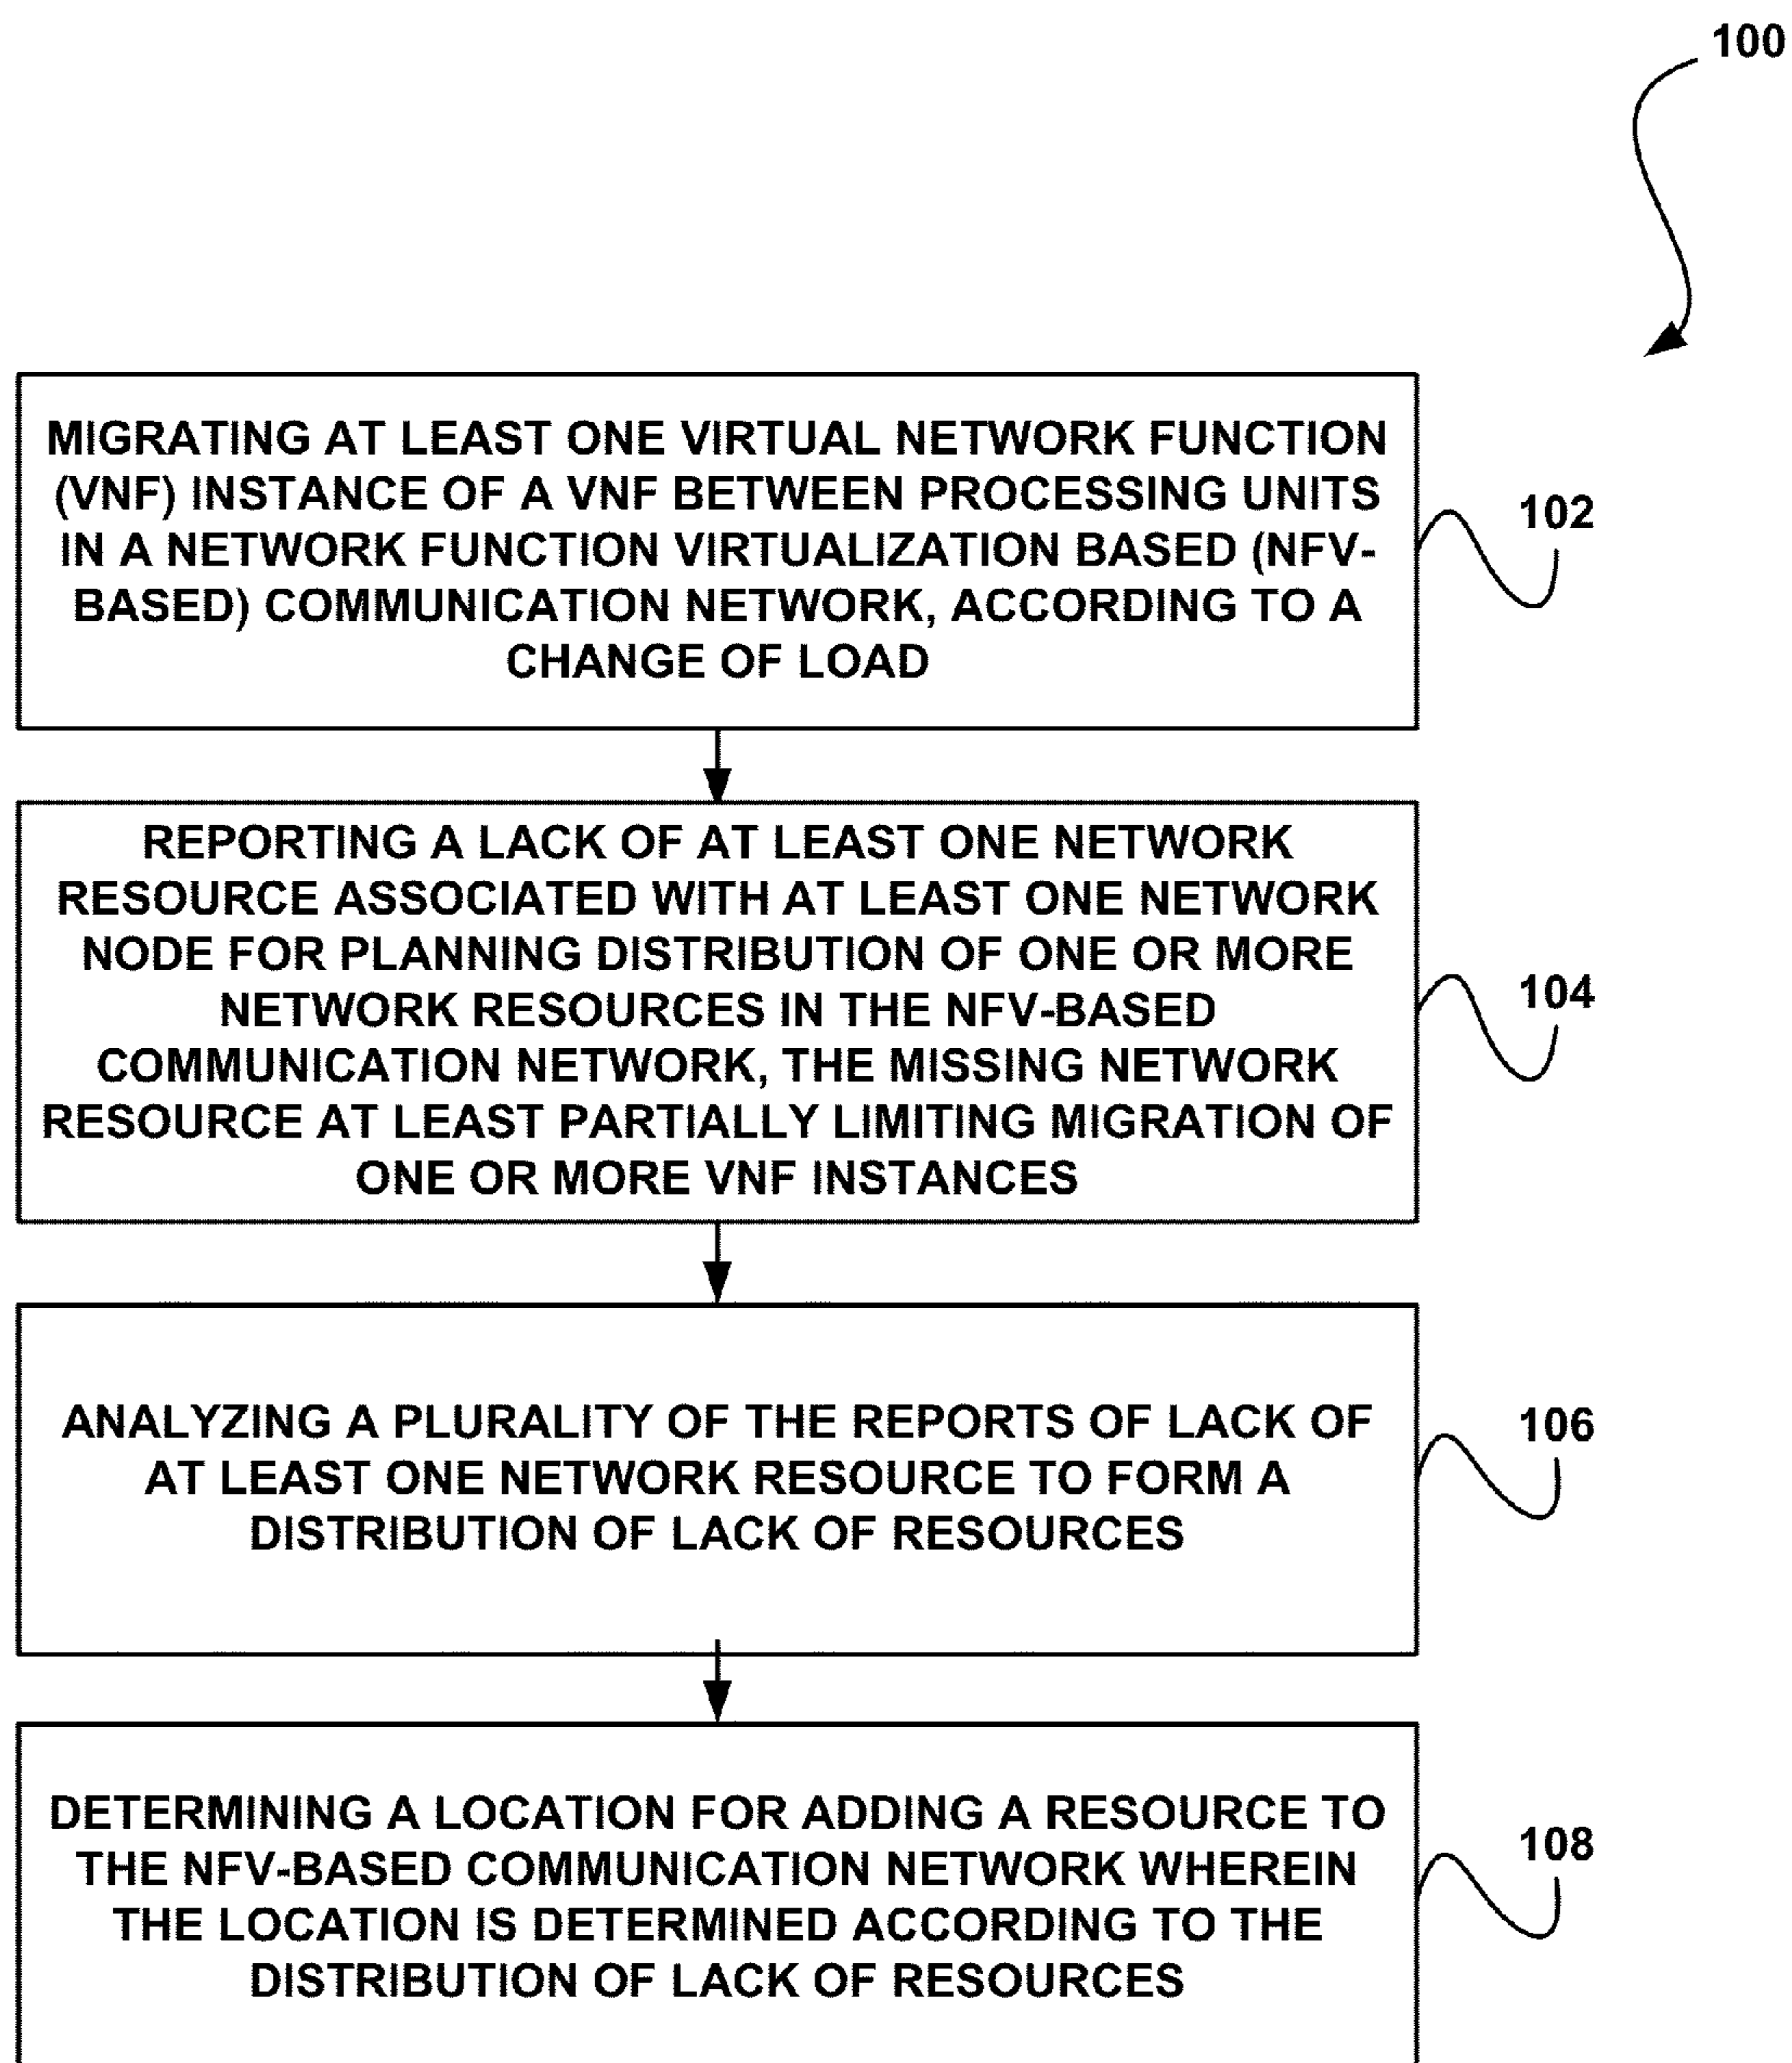 100
MIGRATING AT LEAST ONE VIRTUAL NETWORK FUNCTION
(VNF) INSTANCE OF A VNF BETWEEN PROCESSING UNITS
IN A NETWORK FUNCTION VIRTUALIZATION BASED (NFV-
BASED) COMMUNICATION NETWORK, ACCORDING TO A
CHANGE OF LOAD
102
REPORTING A LACK OF AT LEAST ONE NETWORK
RESOURCE ASSOCIATED WITH AT LEAST ONE NETWORK
NODE FOR PLANNING DISTRIBUTION OF ONE OR MORE
NETWORK RESOURCES IN THE NFV-BASED
COMMUNICATION NETWORK, THE MISSING NETWORK
RESOURCE AT LEAST PARTIALLY LIMITING MIGRATION OF
ONE OR MORE VNF INSTANCES
104
ANALYZING A PLURALITY OF THE REPORTS OF LACK OF
AT LEAST ONE NETWORK RESOURCE TO FORM A
DISTRIBUTION OF LACK OF RESOURCES
106
DETERMINING A LOCATION FOR ADDING A RESOURCE TO
THE NFV-BASED COMMUNICATION NETWORK WHEREIN
THE LOCATION IS DETERMINED ACCORDING TO THE
DISTRIBUTION OF LACK OF RESOURCES
108